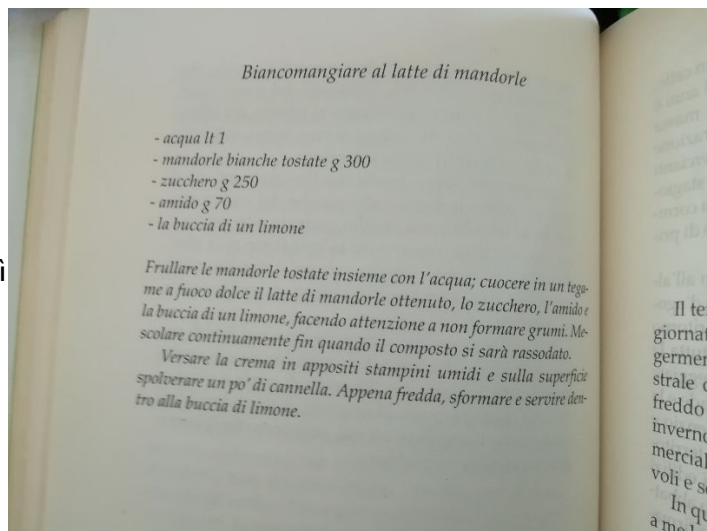 Biancomangiare al latte di mandorle
- acqua lt 1
- mandorle bianche tostate g 300
- zucchero g 250
- amido g 70
- la buccia di un limone
Frullare le mandorle tostate insieme con l'acqua; cuocere in un tega-
me a fuoco dolce il latte di mandorle ottenuto, lo zucchero, l'amido e
la buccia di un limone, facendo attenzione a non formare grumi. Me-
scolare continuamente fin quando il composto si sarà rassodato.
Versare la crema in appositi stampini umidi e sulla superficie
spolverare un po' di cannella. Appena fredda, sformare e servire den-
tro alla buccia di limone.
ì
Il te
giornat
germen
strale c
freddo
inverno
mercial
voli e se
In qu